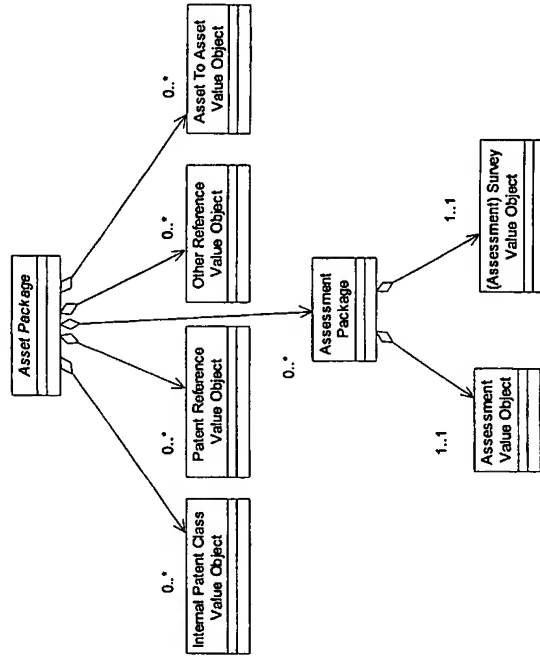 Asset Package
0..*
0..*
0..*
0..*
Internal Patent Class
Value Object
Patent Reference
Value Object
Other Reference
Value Object
Asset To Asset
Value Object
0..*
Assessment
Package
1..1
1..1
Assessment
Value Object
(Assessment) Survey
Value Object